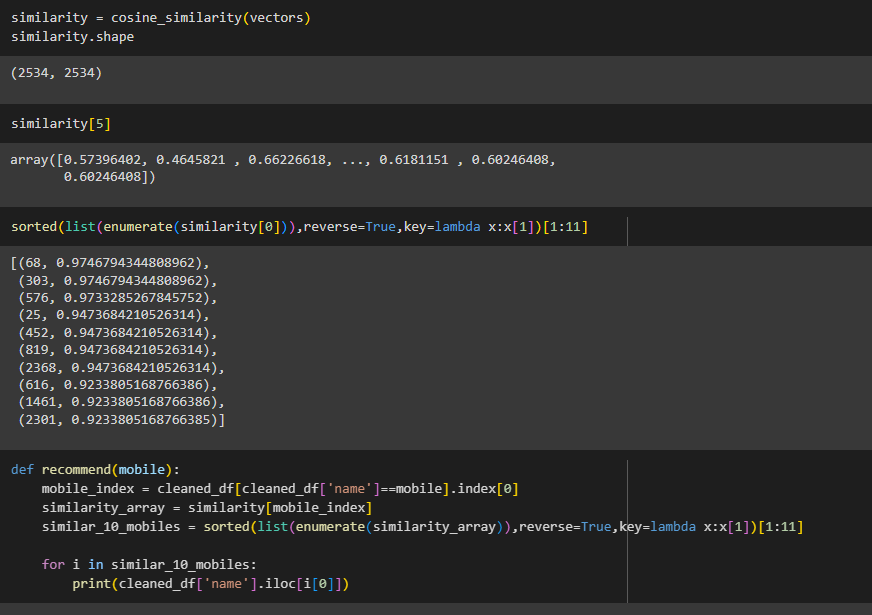 similarity = cosine_similarity(vectors)
similarity.shape
(2534, 2534)
similarity[5]
array([0.57396402, 0.4645821 , 0.66226618, ..., 0.6181151 , 0.60246408,
       0.60246408])
sorted(list(enumerate(similarity[0])),reverse=True,key=lambda x:x[1])[1:11]
[(68, 0.9746794344808962),
 (303, 0.9746794344808962),
 (576, 0.9733285267845752),
 (25, 0.9473684210526314),
 (452, 0.9473684210526314),
 (819, 0.9473684210526314),
 (2368, 0.9473684210526314),
 (616, 0.9233805168766386),
 (1461, 0.9233805168766386),
 (2301, 0.9233805168766385)]
def recommend(mobile):
    mobile_index = cleaned_df[cleaned_df['name']==mobile].index[0]
    similarity_array = similarity[mobile_index]
    similar_10_mobiles = sorted(list(enumerate(similarity_array)),reverse=True,key=lambda x:x[1])[1:11]
    for i in similar_10_mobiles:
        print(cleaned_df['name'].iloc[i[0]])